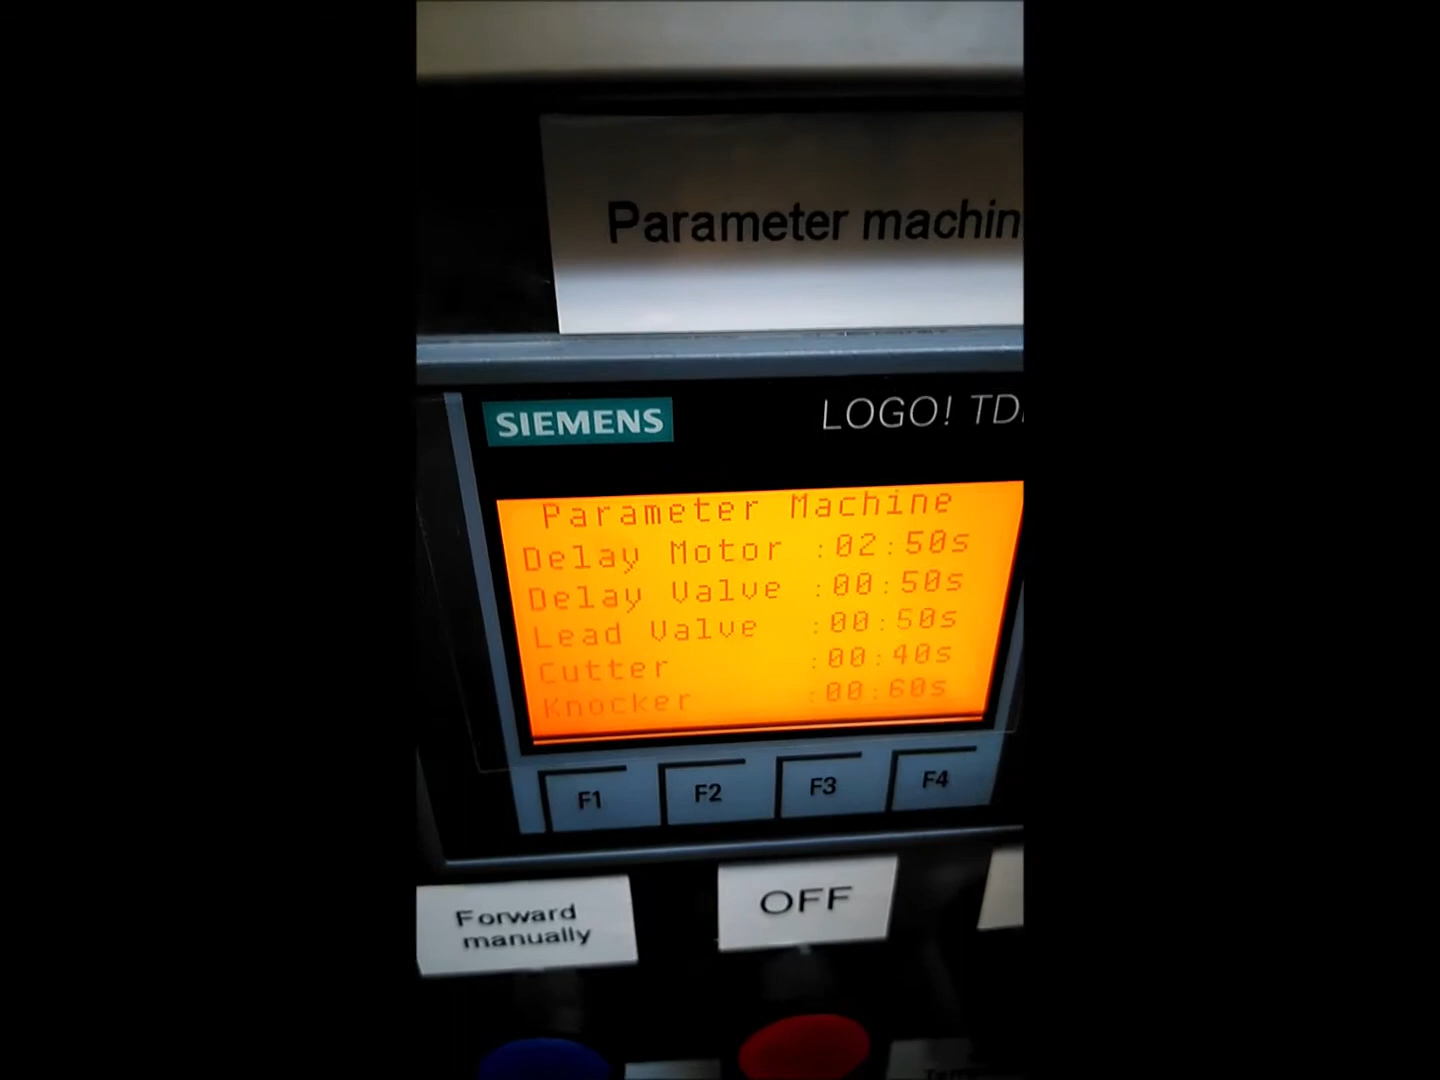 Parameter machin
SIEMENS
LOGO! TD
Parameter Machine
Delay Motor :02:50s
Delay Valve :00:50s
Lead Valve :00:50s
Cutter :00:40s
Knocker :00:60s
F1 F2 F3 F4
Forward
manually
OFF